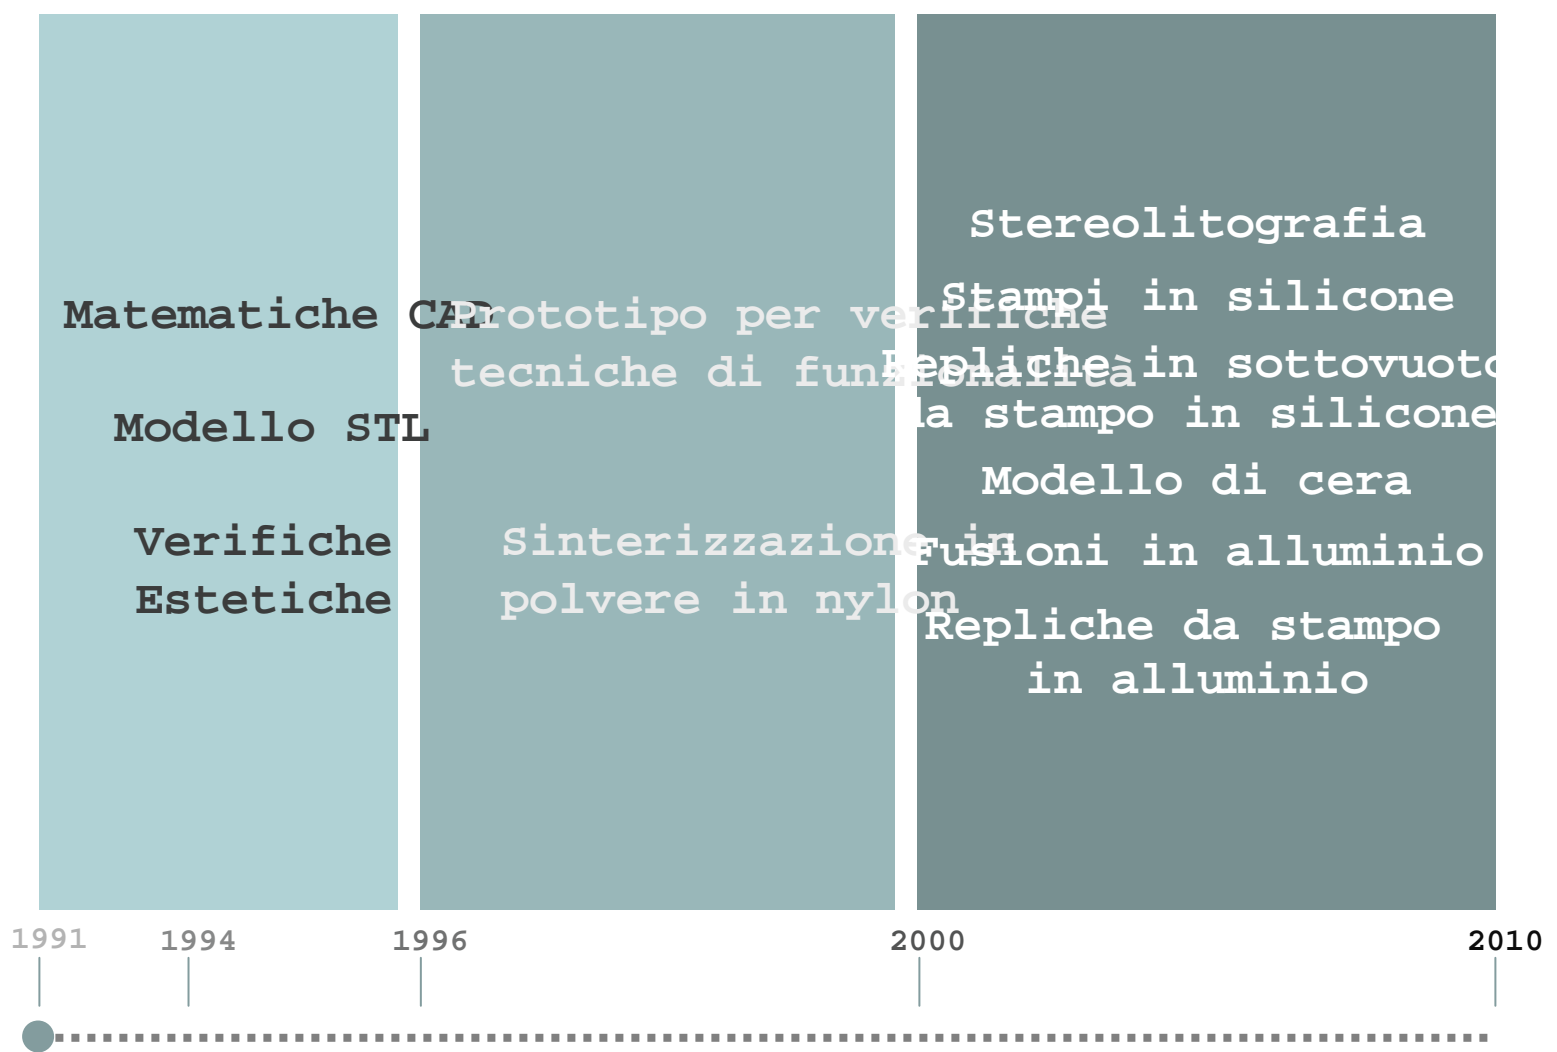 Matematiche CAD
Modello STL
Verifiche
Estetiche
Prototipo per verifiche
tecniche di funzionalità
Sinterizzazione in
polvere in nylon
Stereolitografia
Stampi in silicone
Repliche in sottovuoto
da stampo in silicone
Modello di cera
Fusioni in alluminio
Repliche da stampo
in alluminio
1991 1994 1996 2000 2010